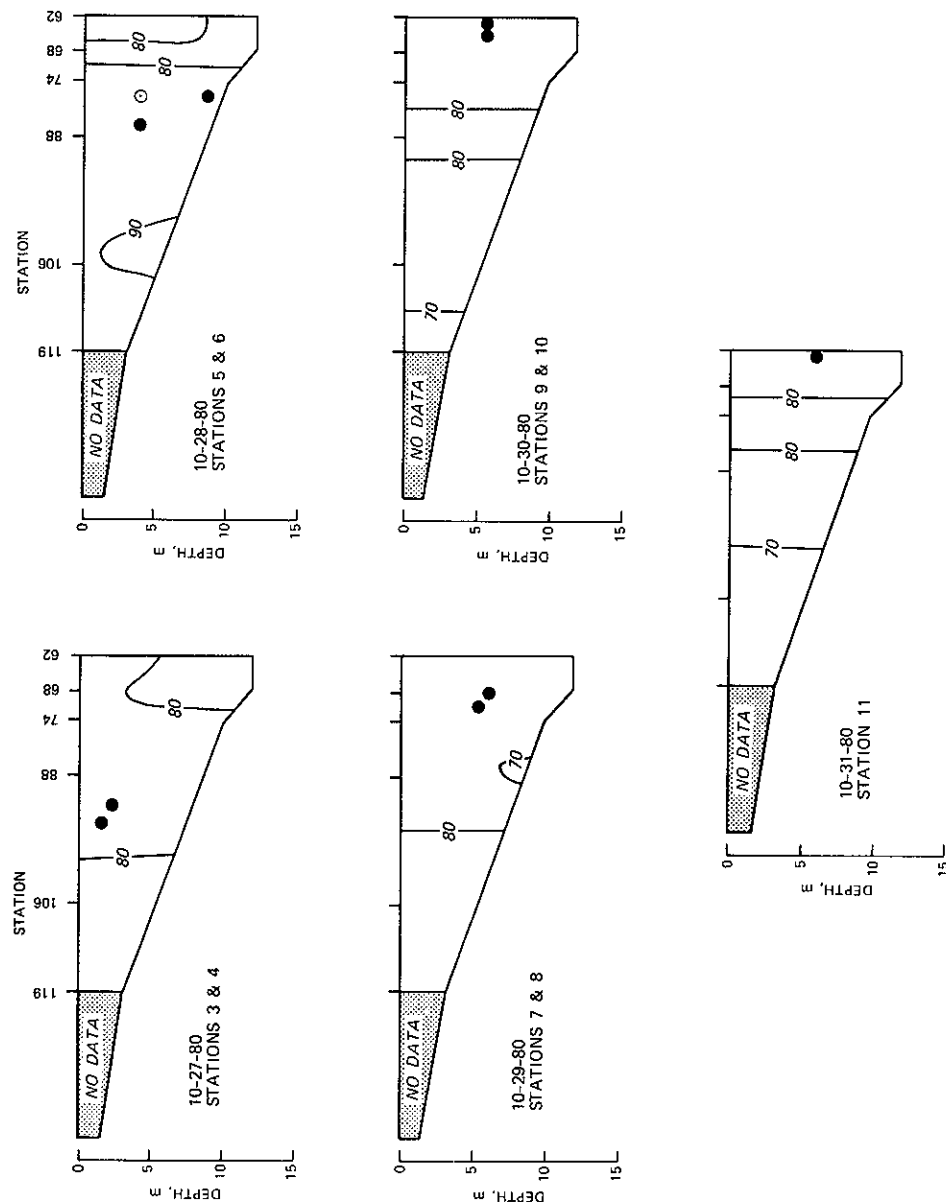 STATION
119 106 88 74 68 62
DEPTH, m
0
5
10
15
NO DATA
80
80
10-27-80
STATIONS 3 & 4
STATION
119 106 88 74 68 62
DEPTH, m
0
5
10
15
NO DATA
90
80
80
10-28-80
STATIONS 5 & 6
DEPTH, m
0
5
10
15
NO DATA
80
70
10-29-80
STATIONS 7 & 8
DEPTH, m
0
5
10
15
NO DATA
70
80
80
10-30-80
STATIONS 9 & 10
DEPTH, m
0
5
10
15
NO DATA
70
80
80
10-31-80
STATION 11